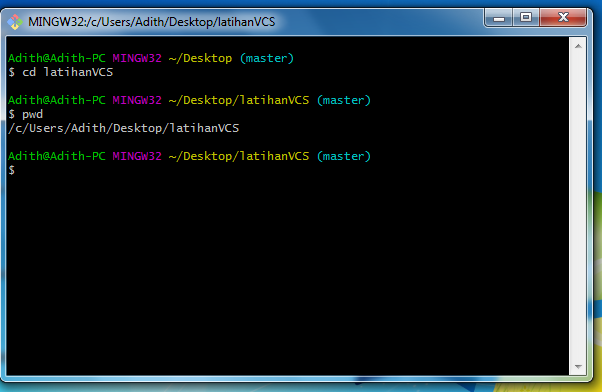 MINGW32:/c/Users/Adith/Desktop/latihanVCS
Adith@Adith-PC MINGW32 ~/Desktop (master)
$ cd latihanVCS
Adith@Adith-PC MINGW32 ~/Desktop/latihanVCS (master)
$ pwd
/c/Users/Adith/Desktop/latihanVCS
Adith@Adith-PC MINGW32 ~/Desktop/latihanVCS (master)
$